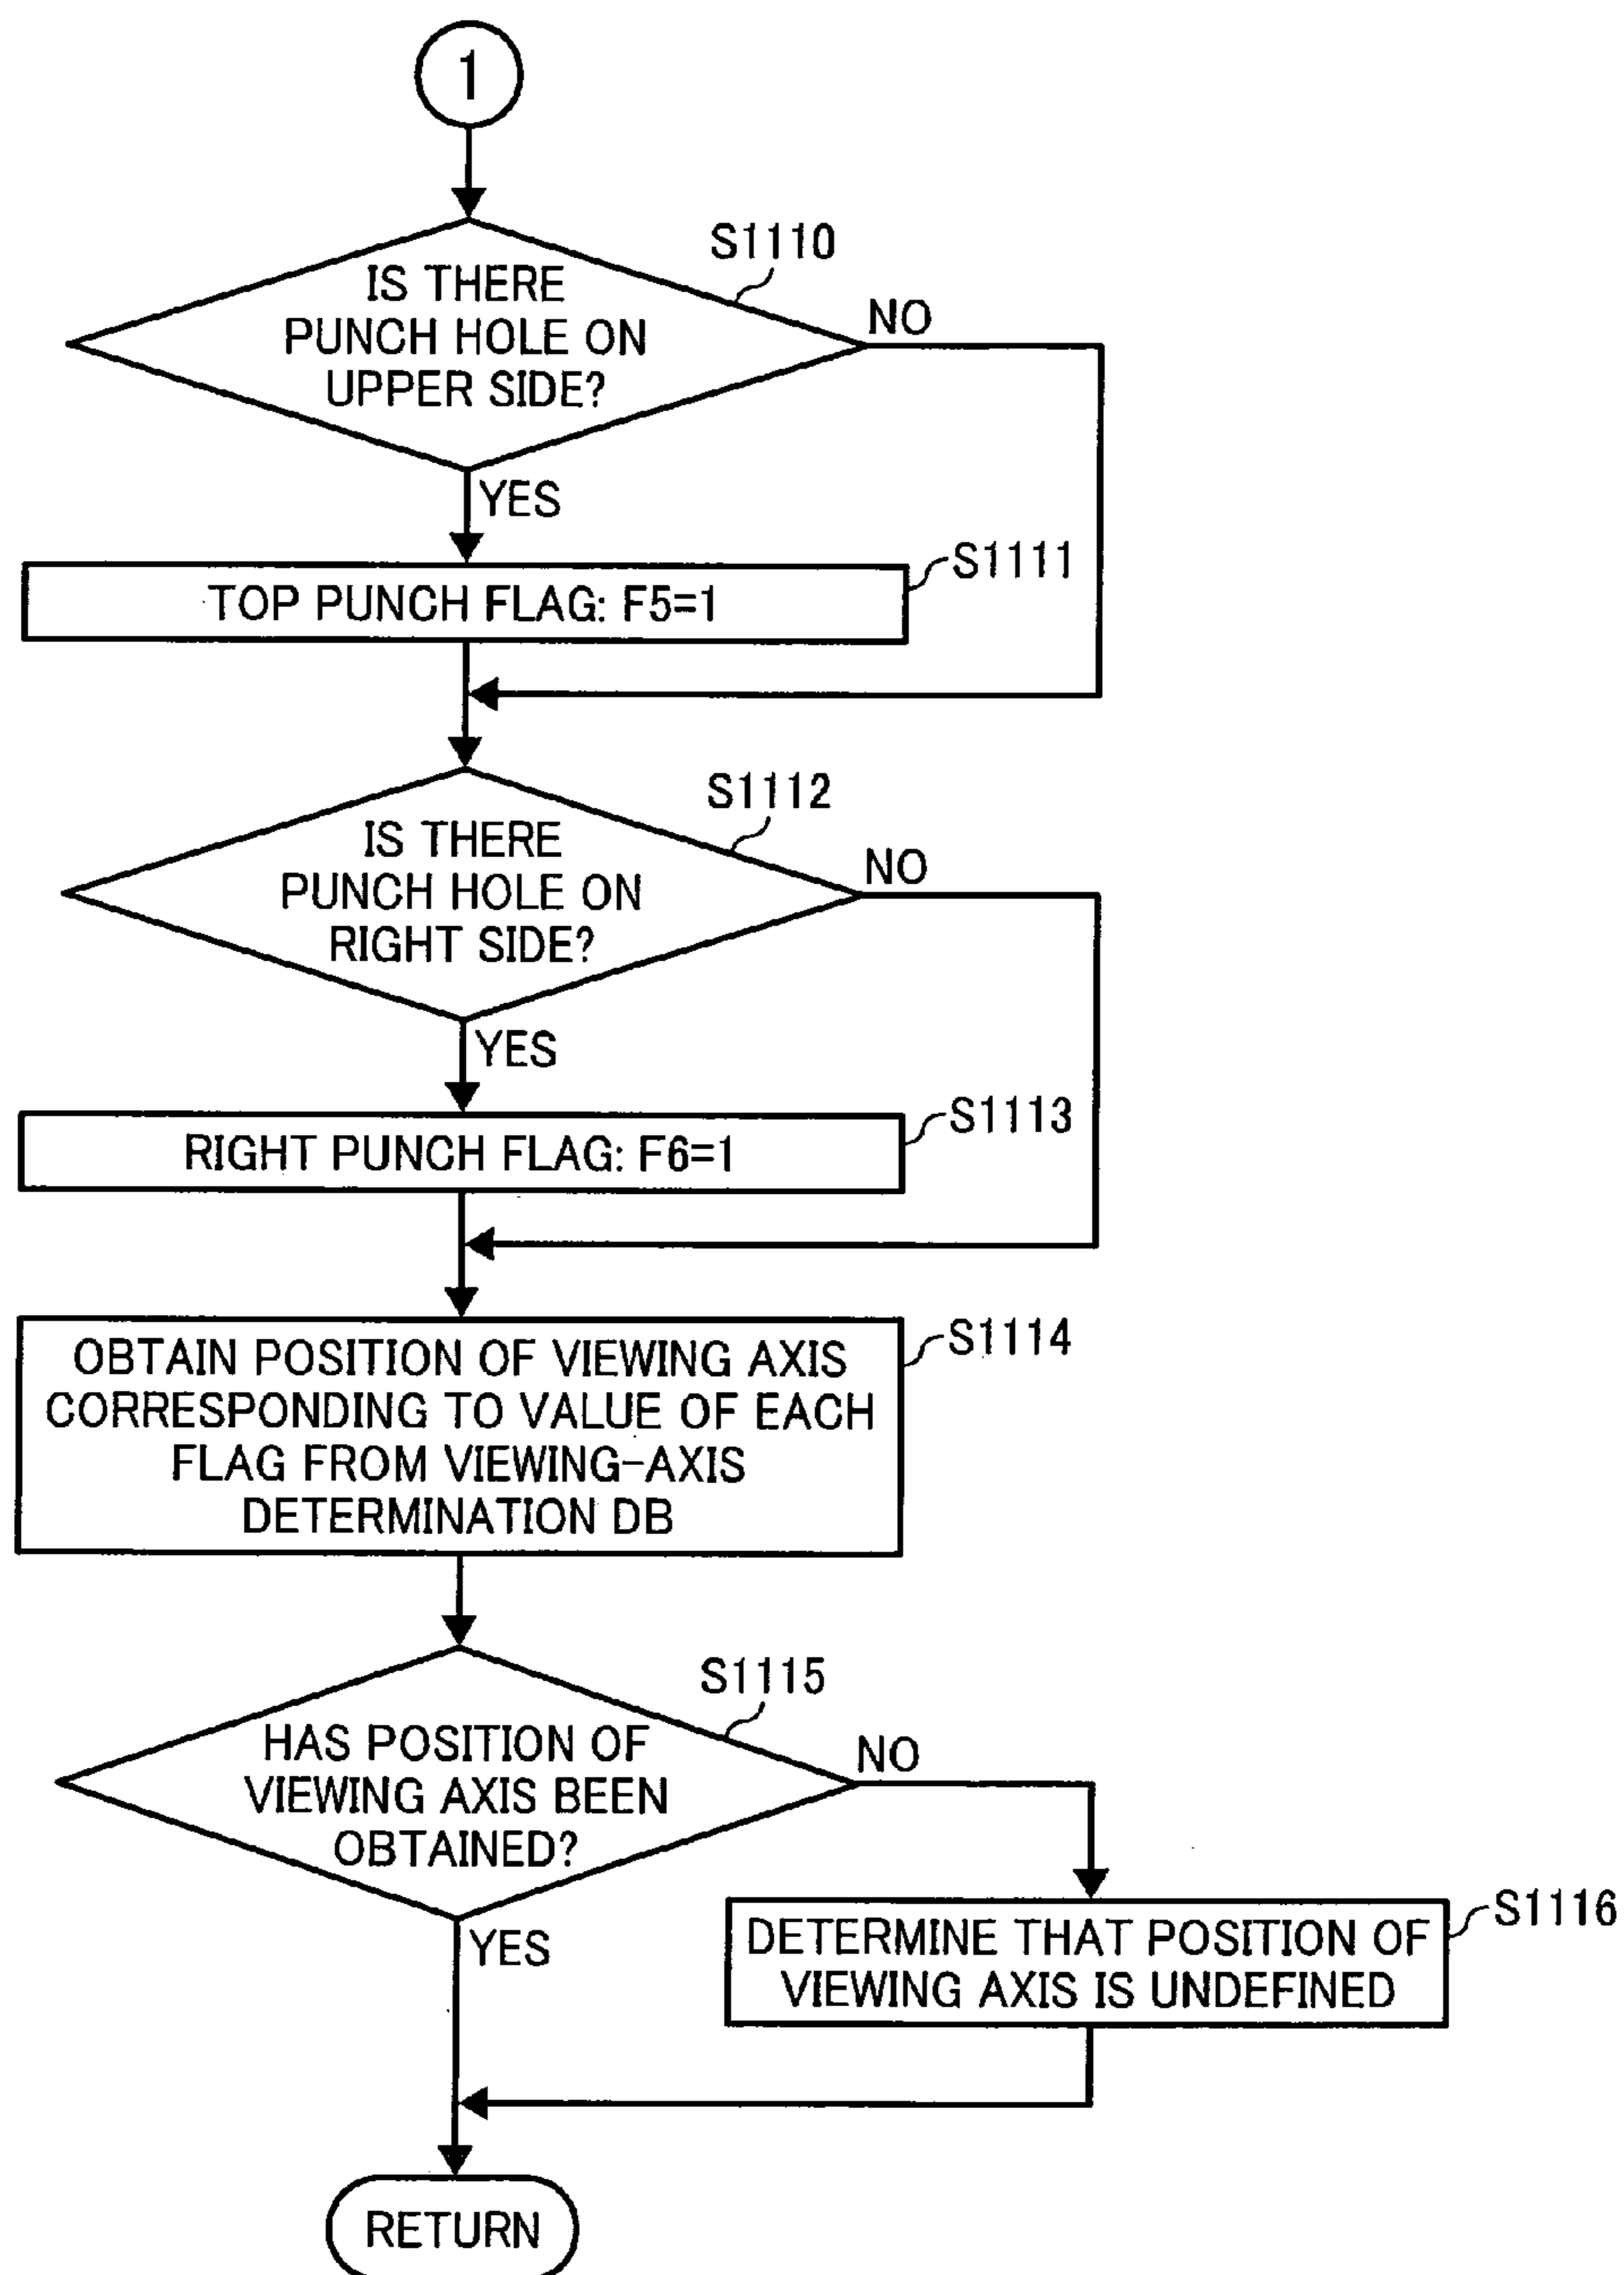 1
S1110
IS THERE
PUNCH HOLE ON
UPPER SIDE?
NO
YES
S1111
TOP PUNCH FLAG: F5=1
S1112
IS THERE
PUNCH HOLE ON
RIGHT SIDE?
NO
YES
S1113
RIGHT PUNCH FLAG: F6=1
S1114
OBTAIN POSITION OF VIEWING AXIS
CORRESPONDING TO VALUE OF EACH
FLAG FROM VIEWING-AXIS
DETERMINATION DB
S1115
HAS POSITION OF
VIEWING AXIS BEEN
OBTAINED?
NO
YES
S1116
DETERMINE THAT POSITION OF
VIEWING AXIS IS UNDEFINED
RETURN